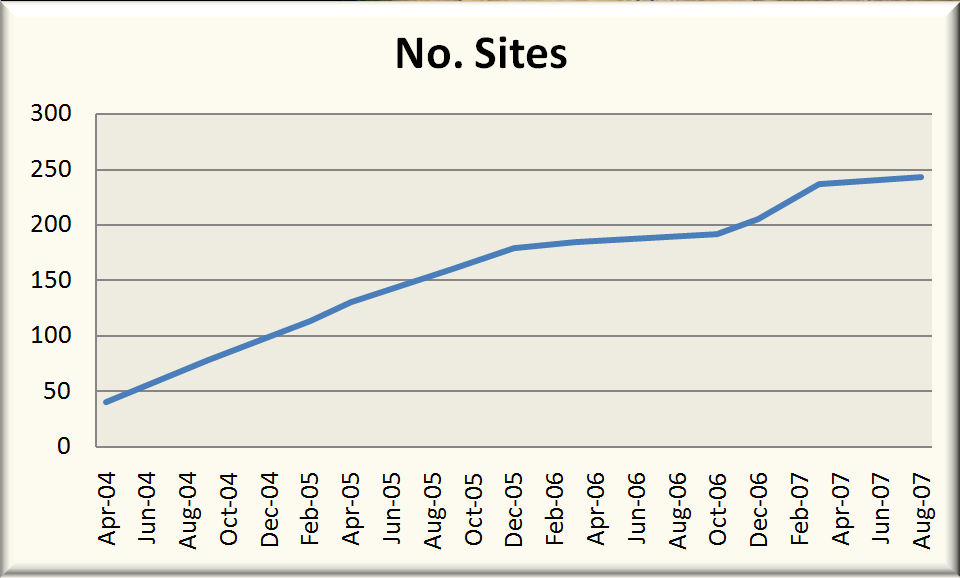 No. Sites
300
250
200
150
100
50
0
Apr-04
Jun-04
Aug-04
Oct-04
Dec-04
Feb-05
Apr-05
Jun-05
Aug-05
Oct-05
Dec-05
Feb-06
Apr-06
Jun-06
Aug-06
Oct-06
Dec-06
Feb-07
Apr-07
Jun-07
Aug-07